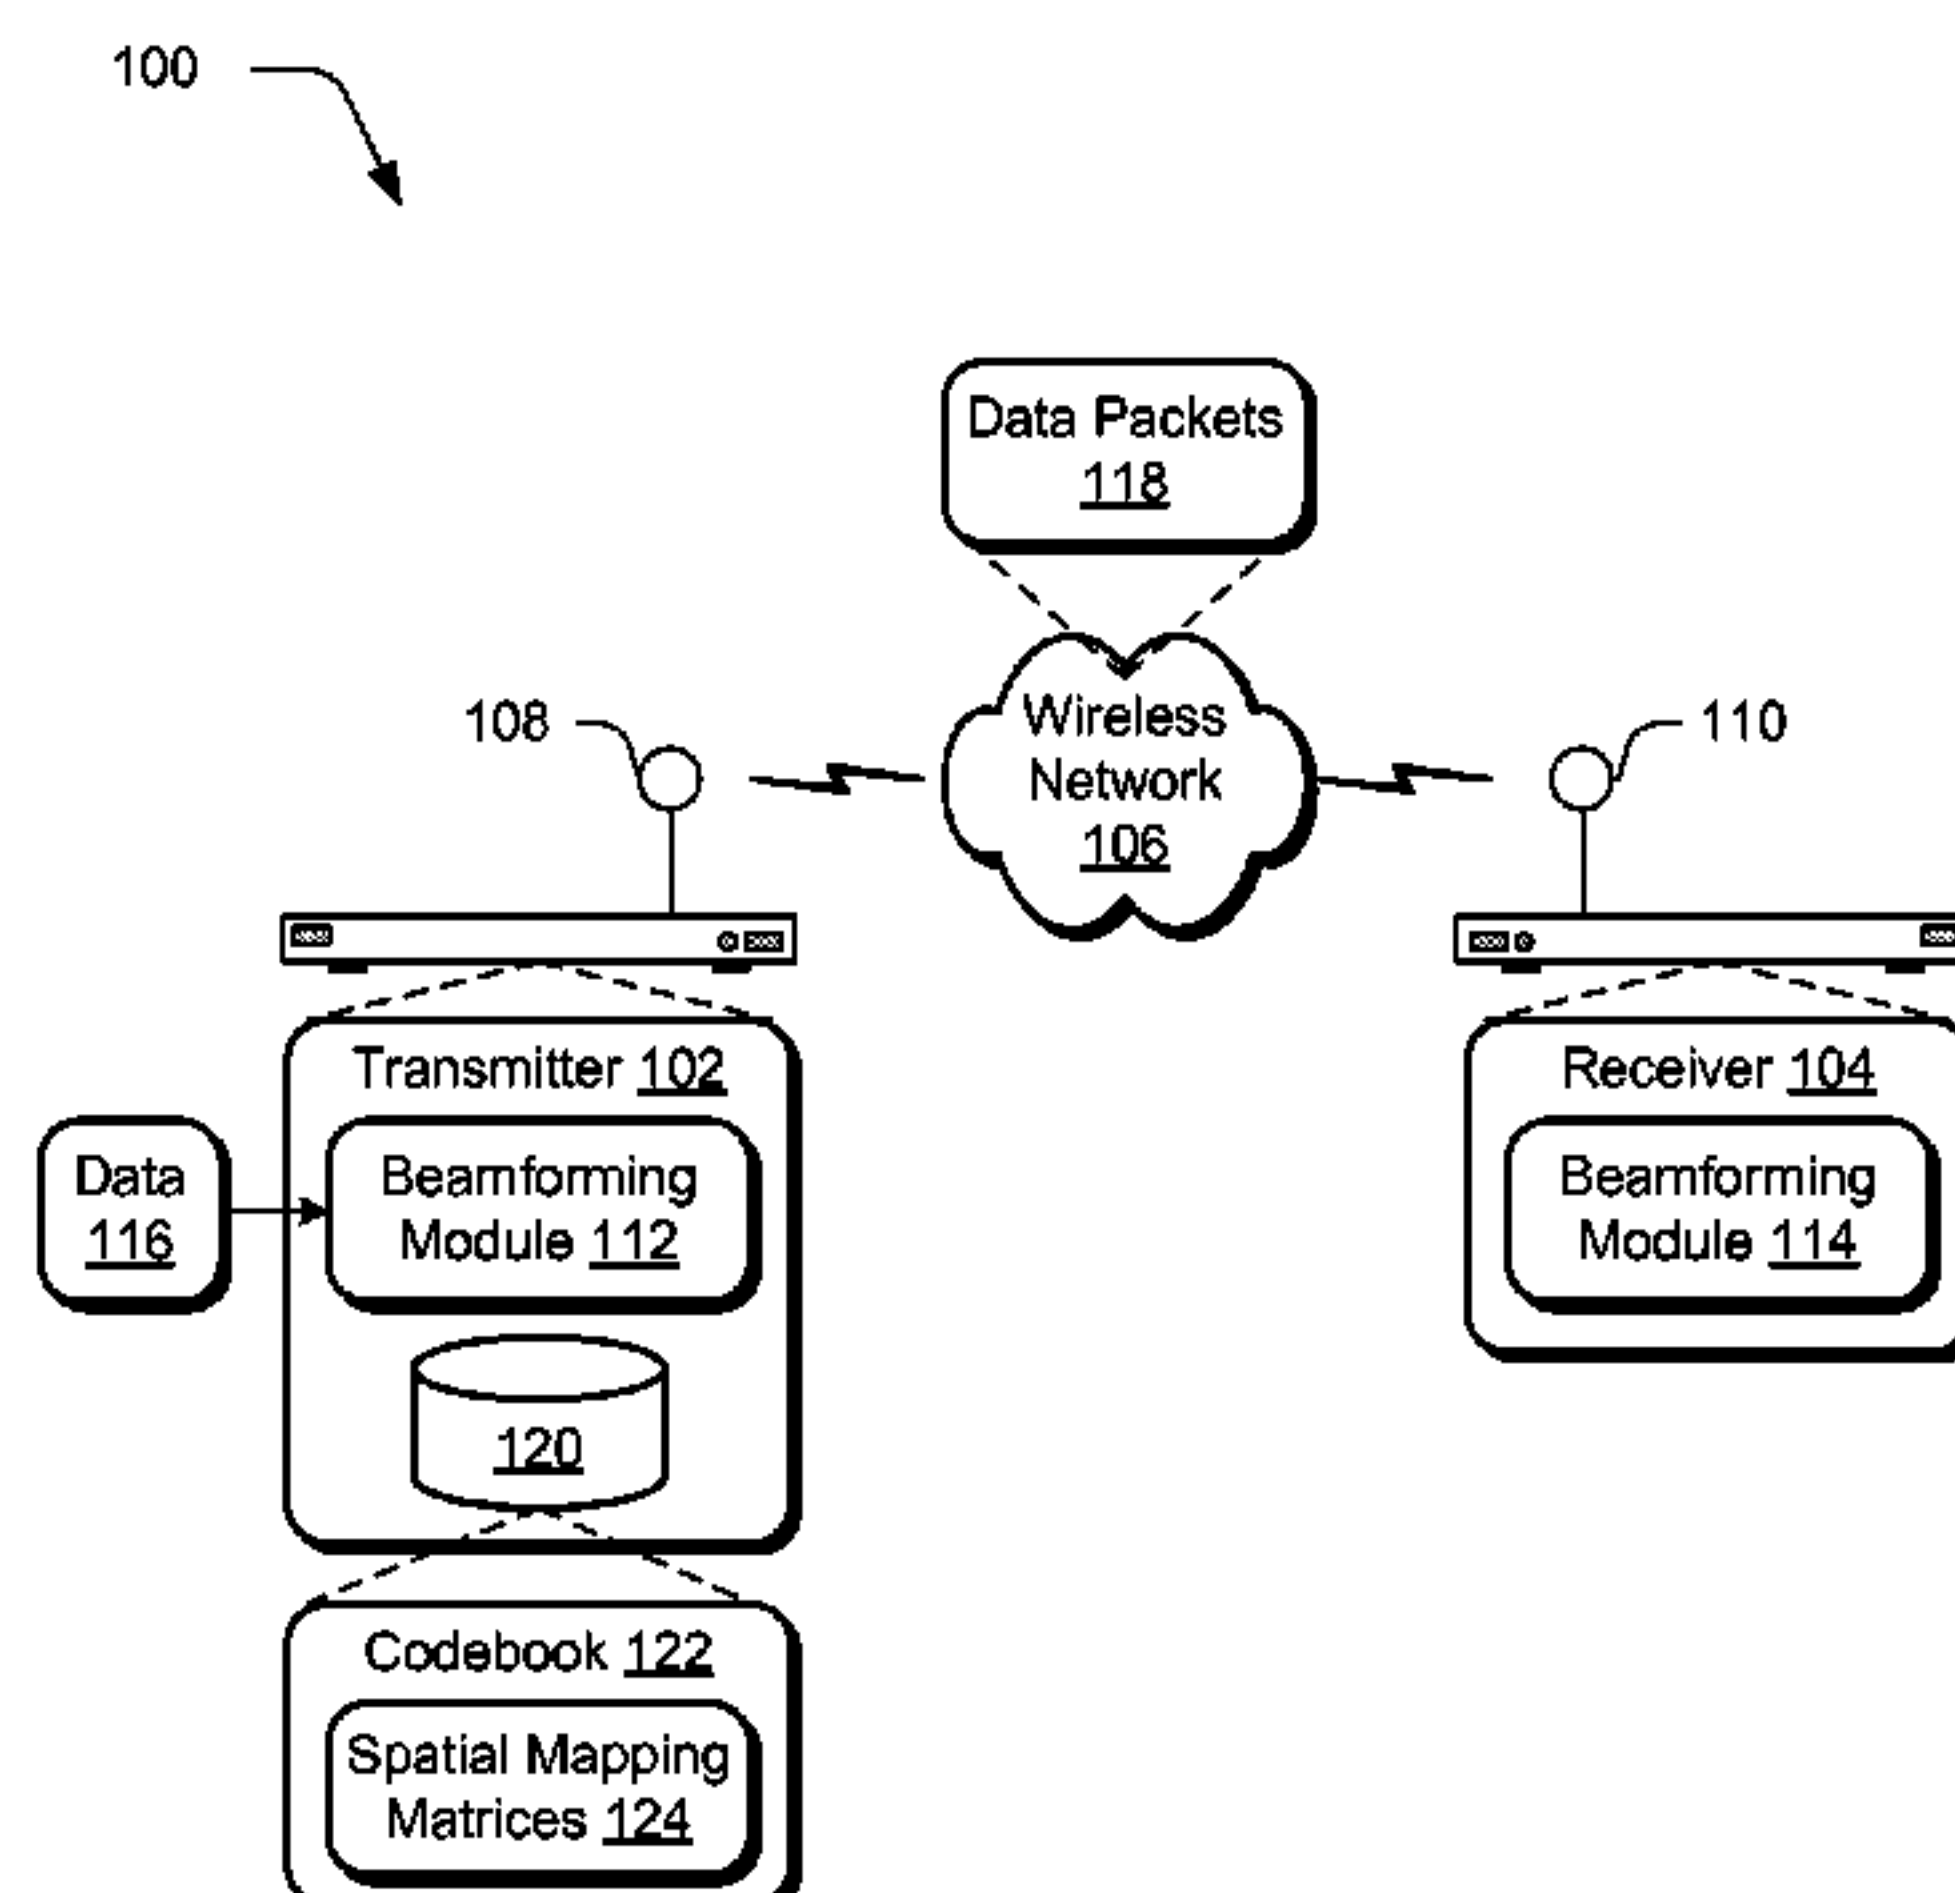 100
Data Packets
118
108
Wireless
Network
106
110
Transmitter 102
Receiver 104
Data
116
Beamforming
Module 112
Beamforming
Module 114
120
Codebook 122
Spatial Mapping
Matrices 124